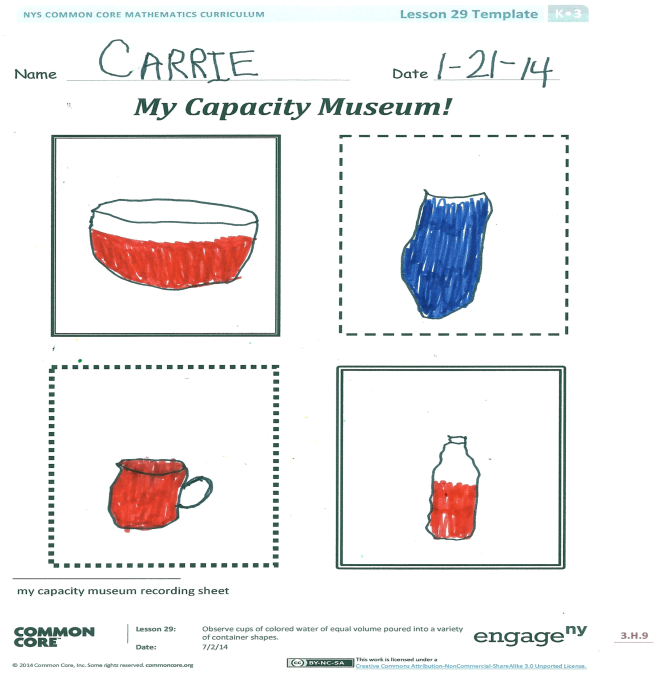 NYS COMMON CORE MATHEMATICS CURRICULUM Lesson 29 Template K•3
Name CARRIE Date 1-21-14
My Capacity Museum!
my capacity museum recording sheet
COMMON CORE™
Lesson 29: Observe cups of colored water of equal volume poured into a variety
of container shapes.
Date: 7/2/14
engageny
3.H.9
© 2014 Common Core, Inc. Some rights reserved. commoncore.org
(cc) BY-NC-SA
This work is licensed under a
Creative Commons Attribution-NonCommercial-ShareAlike 3.0 Unported License.